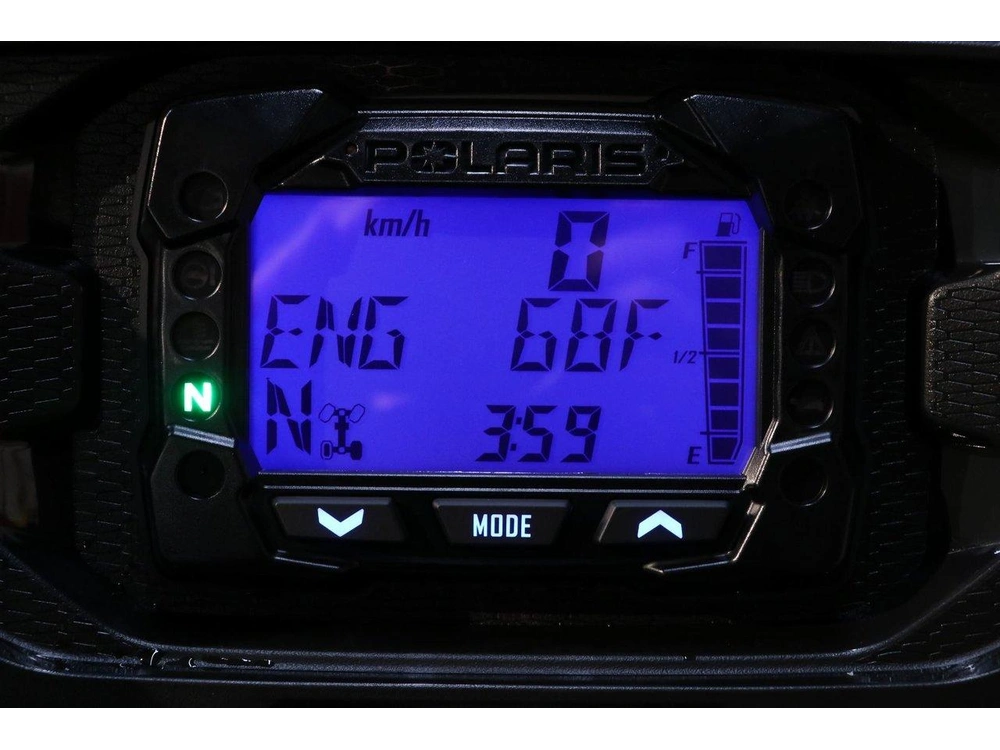 POLARIS
km/h 0
F
ENG 68F
1/2
N 3:59
E
N
MODE